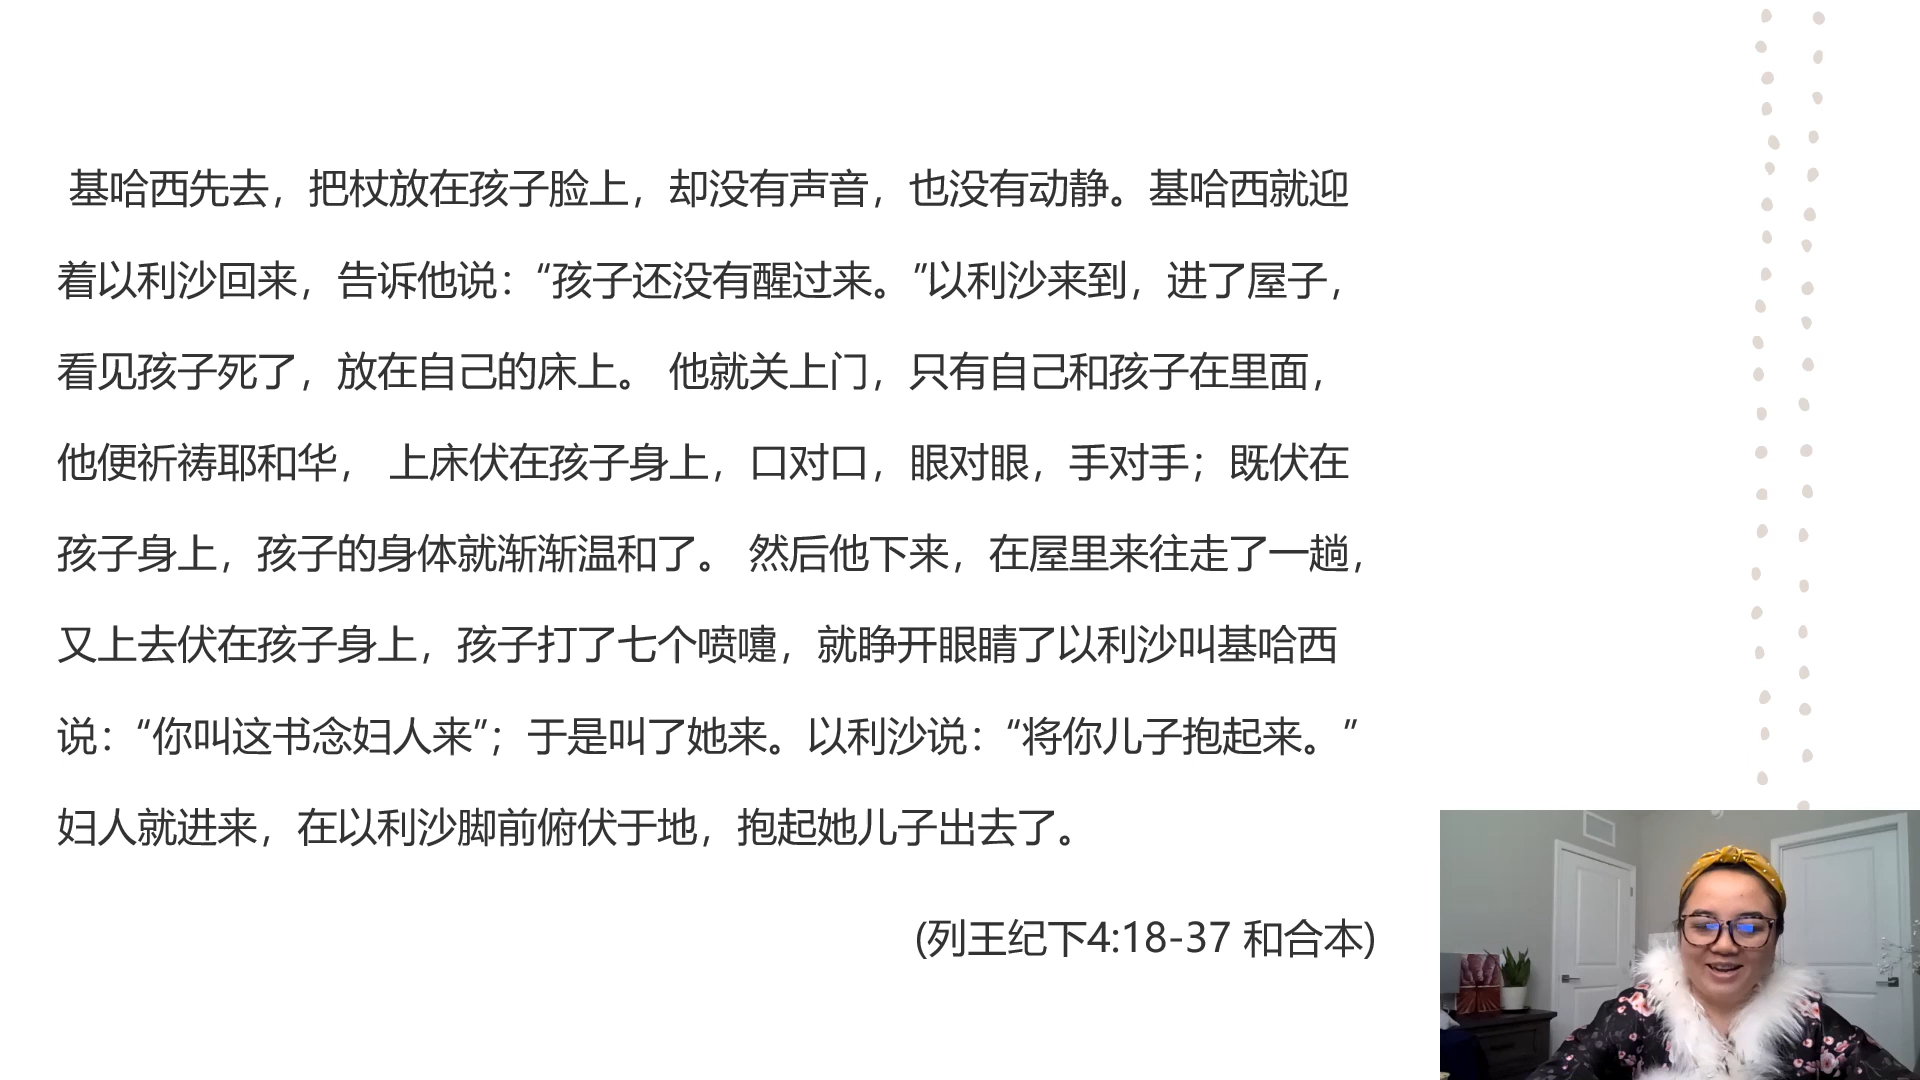 基哈西先去，把杖放在孩子脸上，却没有声音，也没有动静。基哈西就迎
着以利沙回来，告诉他说：“孩子还没有醒过来。”以利沙来到，进了屋子，
看见孩子死了，放在自己的床上。 他就关上门，只有自己和孩子在里面，
他便祈祷耶和华， 上床伏在孩子身上，口对口，眼对眼，手对手；既伏在
孩子身上，孩子的身体就渐渐温和了。 然后他下来，在屋里来往走了一趟，
又上去伏在孩子身上，孩子打了七个喷嚏，就睁开眼睛了以利沙叫基哈西
说：“你叫这书念妇人来”；于是叫了她来。以利沙说：“将你儿子抱起来。”
妇人就进来，在以利沙脚前俯伏于地，抱起她儿子出去了。
(列王纪下4:18-37 和合本)